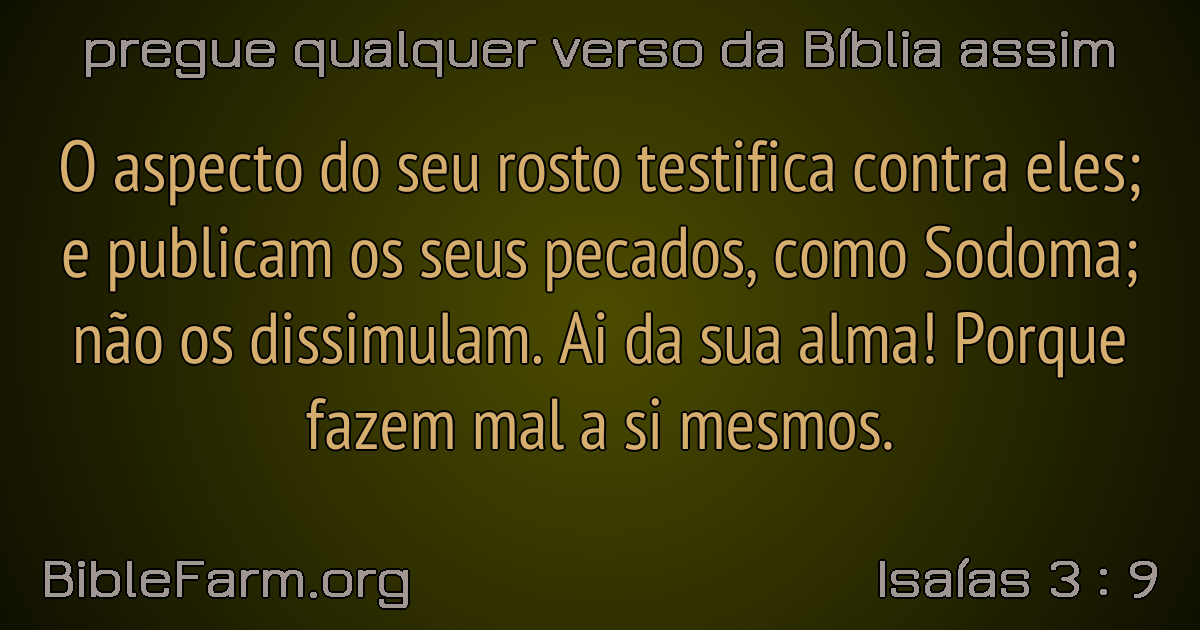 pregue qualquer verso da Bíblia assim
O aspecto do seu rosto testifica contra eles;
e publicam os seus pecados, como Sodoma;
não os dissimulam. Ai da sua alma! Porque
fazem mal a si mesmos.
BibleFarm.org
Isaías 3 : 9